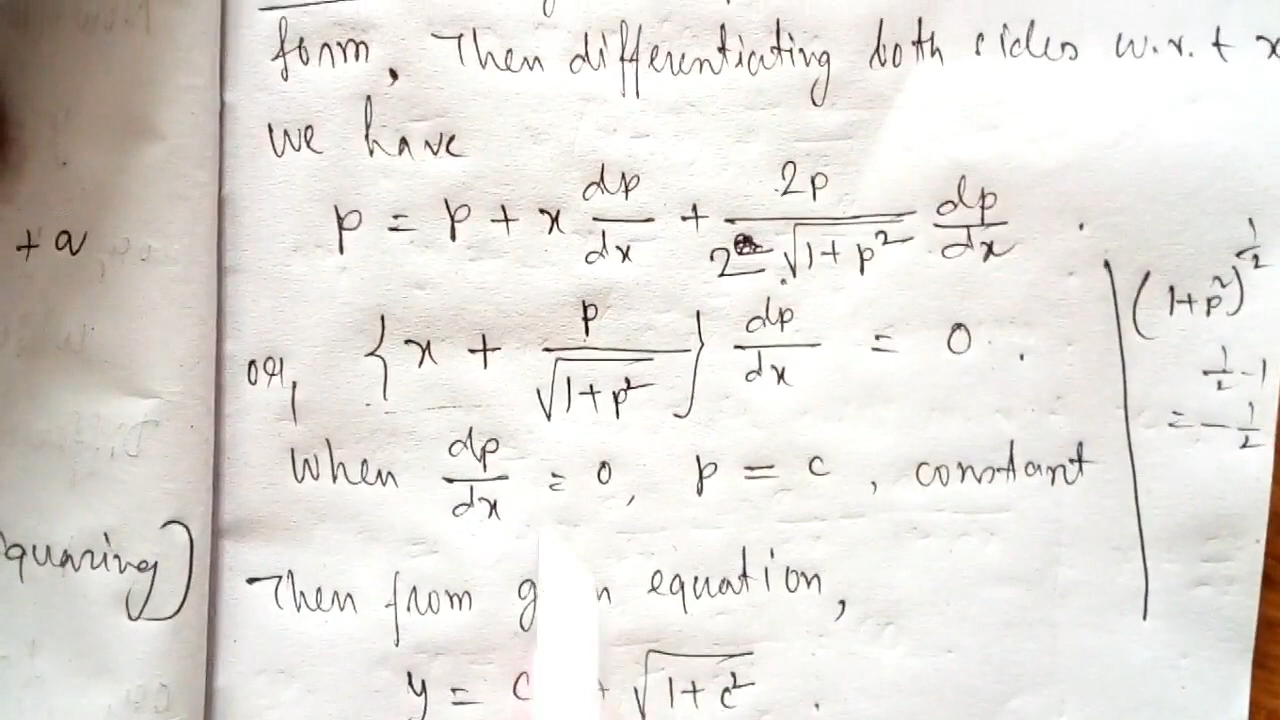 form, Then differentiating both sides w.r.t x
we have
p = p + x dp/dx + 2p/(2√(1+p²)) dp/dx .
+ a
(1+p²)^(1/2)
or, {x + p/√(1+p²)} dp/dx = 0 .
1/2 - 1
= - 1/2
When dp/dx = 0, p = c , constant
quaring)
Then from equation,
y = c + √(1+c²) .